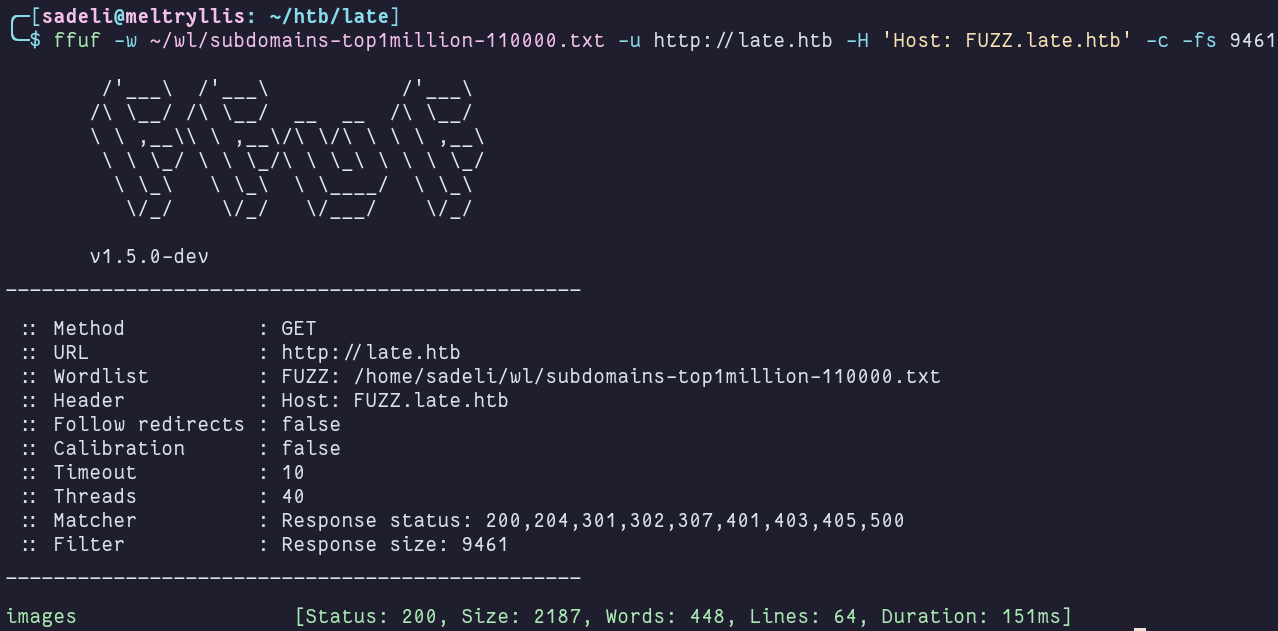 [sadeli@meltryllis: ~/htb/late]
$ ffuf -w ~/wl/subdomains-top1million-110000.txt -u http://late.htb -H 'Host: FUZZ.late.htb' -c -fs 9461
        /'___\  /'___\           /'___\
       /\ \__/ /\ \__/  __  __  /\ \__/
       \ \ ,__\\ \ ,__\/\ \/\ \ \ \ ,__\
        \ \ \_/ \ \ \_/\ \ \_\ \ \ \ \_/
         \ \_\   \ \_\  \ \____/  \ \_\
          \/_/    \/_/   \/___/    \/_/
       v1.5.0-dev
________________________________________________
 :: Method           : GET
 :: URL              : http://late.htb
 :: Wordlist         : FUZZ: /home/sadeli/wl/subdomains-top1million-110000.txt
 :: Header           : Host: FUZZ.late.htb
 :: Follow redirects : false
 :: Calibration      : false
 :: Timeout          : 10
 :: Threads          : 40
 :: Matcher          : Response status: 200,204,301,302,307,401,403,405,500
 :: Filter           : Response size: 9461
________________________________________________
images                  [Status: 200, Size: 2187, Words: 448, Lines: 64, Duration: 151ms]